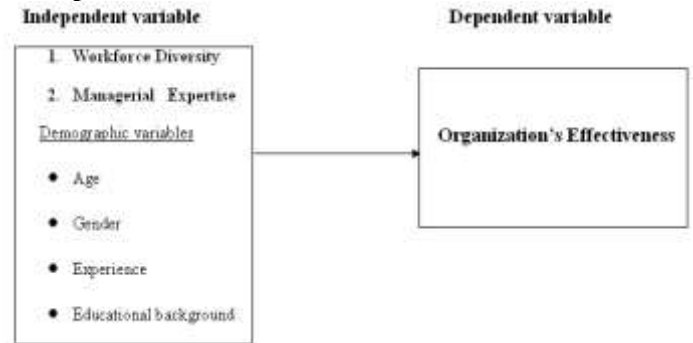 Independent variable
Dependent variable
1. Workforce Diversity
2. Managerial Expertise
Demographic variables
• Age
• Gender
• Experience
• Educational background
Organization's Effectiveness